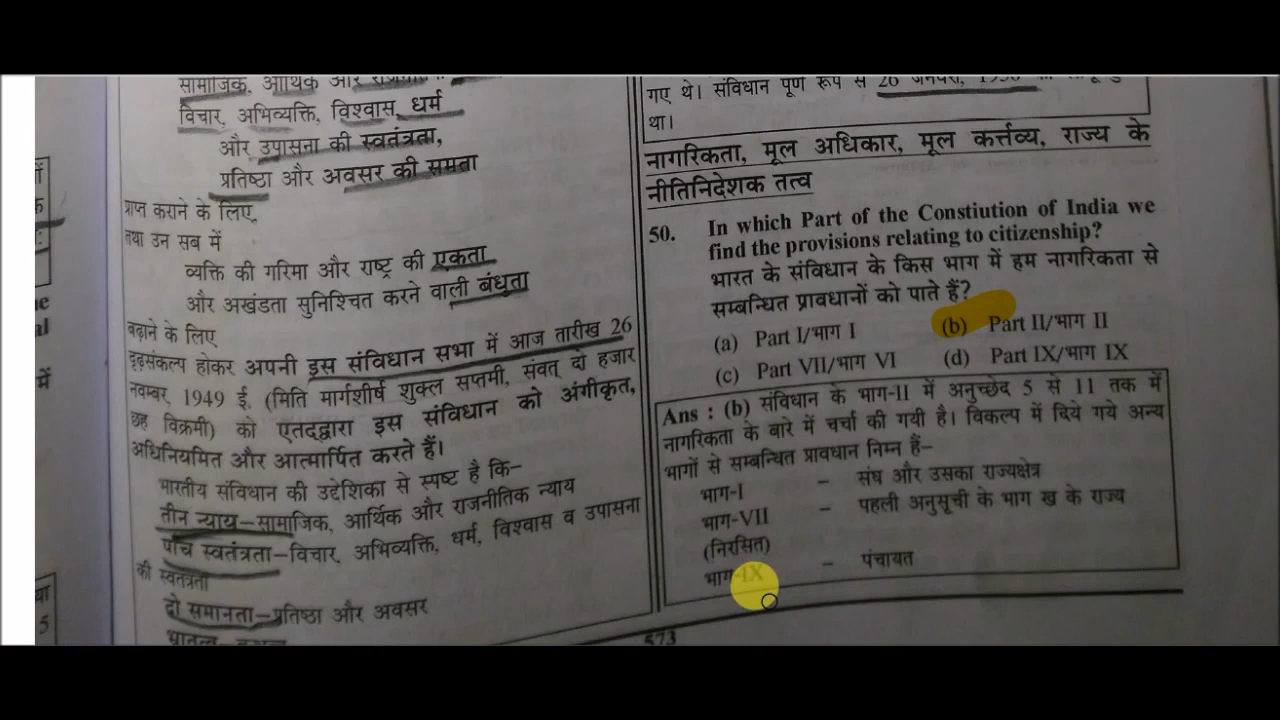 सामाजिक, आर्थिक और
विचार, अभिव्यक्ति, विश्वास, धर्म
और उपासना की स्वतंत्रता,
प्रतिष्ठा और अवसर की समता
प्राप्त कराने के लिए,
तथा उन सब में
व्यक्ति की गरिमा और राष्ट्र की एकता
और अखंडता सुनिश्चित करने वाली बंधुता
बढ़ाने के लिए
दृढ़संकल्प होकर अपनी इस संविधान सभा में आज तारीख 26
नवम्बर, 1949 ई. (मिति मार्गशीर्ष शुक्ल सप्तमी, संवत् दो हजार
छह विक्रमी) को एतद्द्वारा इस संविधान को अंगीकृत,
अधिनियमित और आत्मार्पित करते हैं।
भारतीय संविधान की उद्देशिका से स्पष्ट है कि–
तीन न्याय–सामाजिक, आर्थिक और राजनीतिक न्याय
पाँच स्वतंत्रता–विचार, अभिव्यक्ति, धर्म, विश्वास व उपासना
की स्वतंत्रता
दो समानता–प्रतिष्ठा और अवसर
गए थे। संविधान पूर्ण रूप से 26 जनवरी, 1950
था।
नागरिकता, मूल अधिकार, मूल कर्त्तव्य, राज्य के
नीतिनिदेशक तत्व
50. In which Part of the Constiution of India we
find the provisions relating to citizenship?
भारत के संविधान के किस भाग में हम नागरिकता से
सम्बन्धित प्रावधानों को पाते हैं?
(a) Part I/भाग I (b) Part II/भाग II
(c) Part VII/भाग VI (d) Part IX/भाग IX
Ans : (b) संविधान के भाग-II में अनुच्छेद 5 से 11 तक में
नागरिकता के बारे में चर्चा की गयी है। विकल्प में दिये गये अन्य
भागों से सम्बन्धित प्रावधान निम्न हैं–
भाग-I – संघ और उसका राज्यक्षेत्र
भाग-VII – पहली अनुसूची के भाग ख के राज्य
(निरसित)
भाग-IX – पंचायत
573